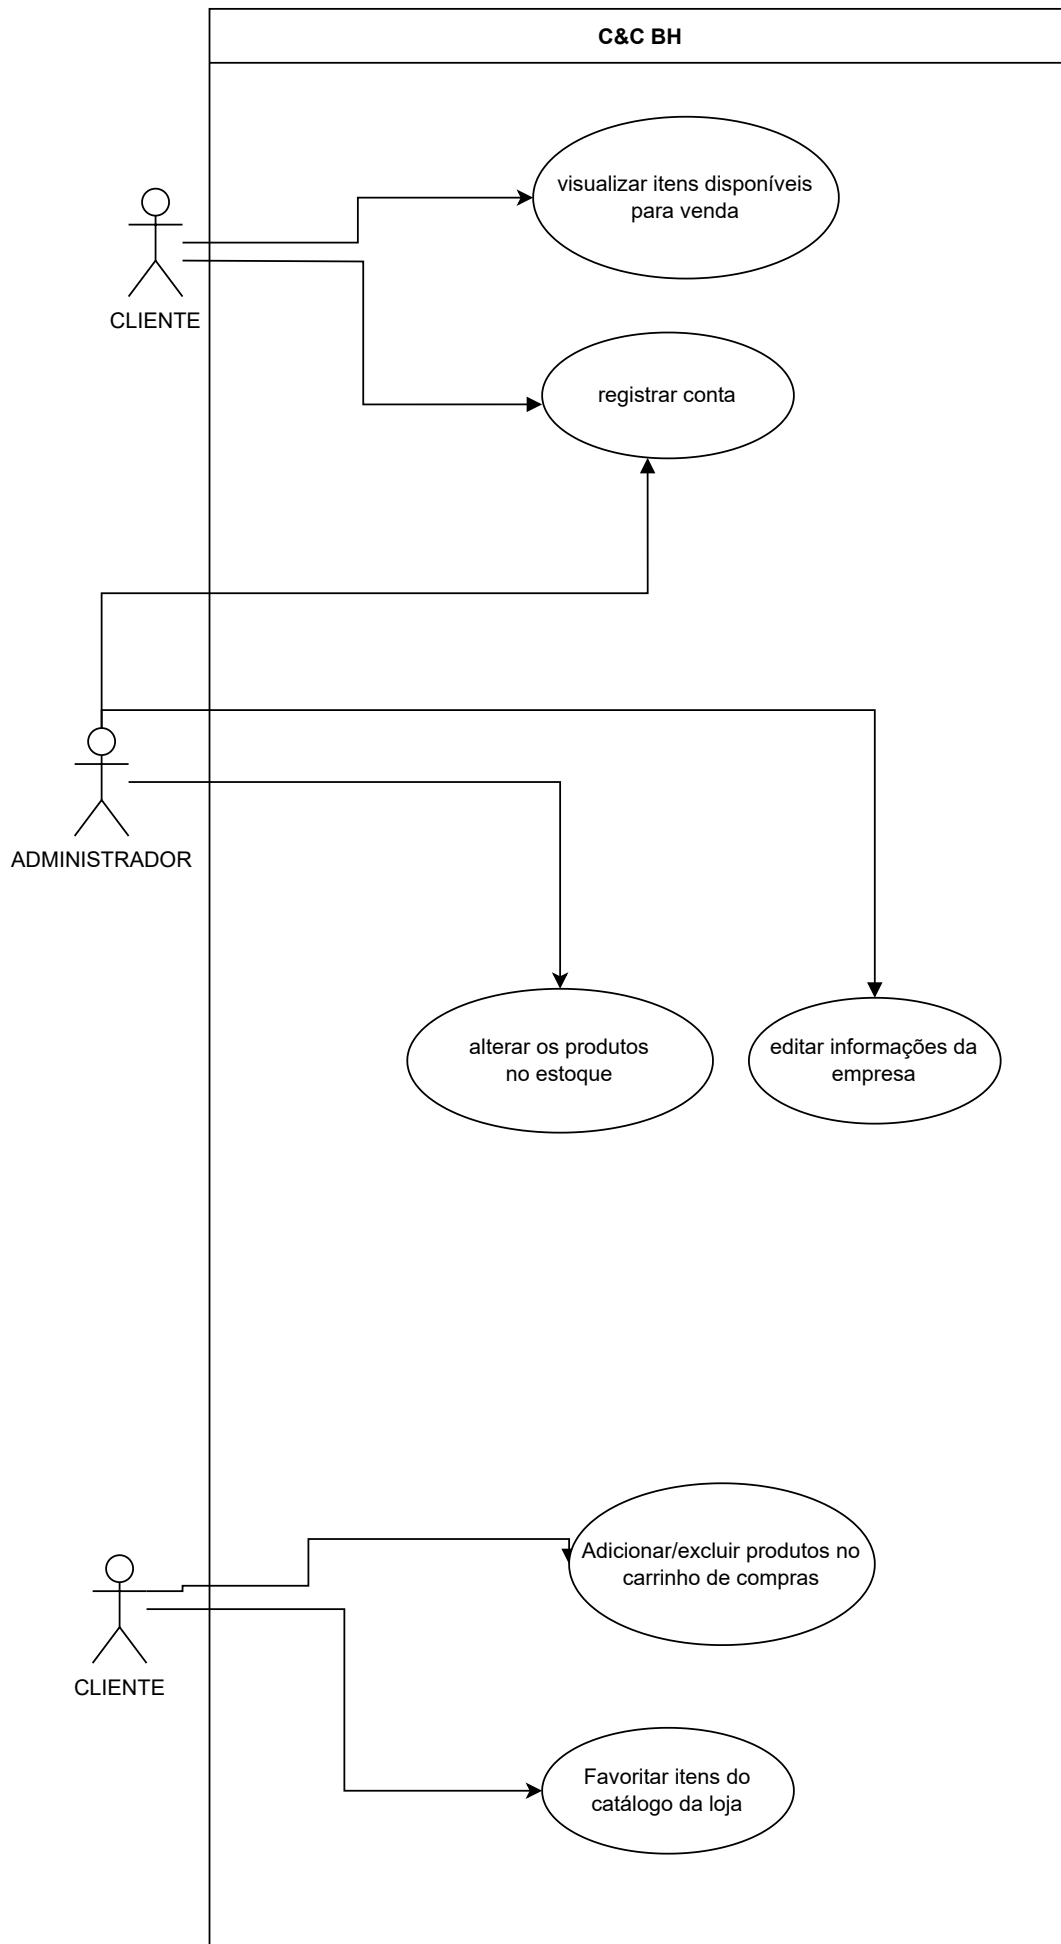 C&C BH
visualizar itens disponíveis
para venda
CLIENTE
registrar conta
ADMINISTRADOR
alterar os produtos
no estoque
editar informações da
empresa
Adicionar/excluir produtos no
carrinho de compras
CLIENTE
Favoritar itens do
catálogo da loja